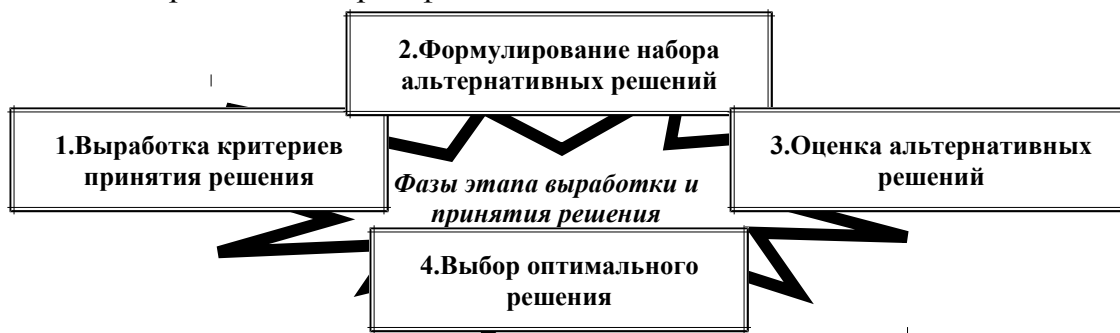 2.Формулирование набора
альтернативных решений
1.Выработка критериев
принятия решения
3.Оценка альтернативных
решений
Фазы этапа выработки и
принятия решения
4.Выбор оптимального
решения